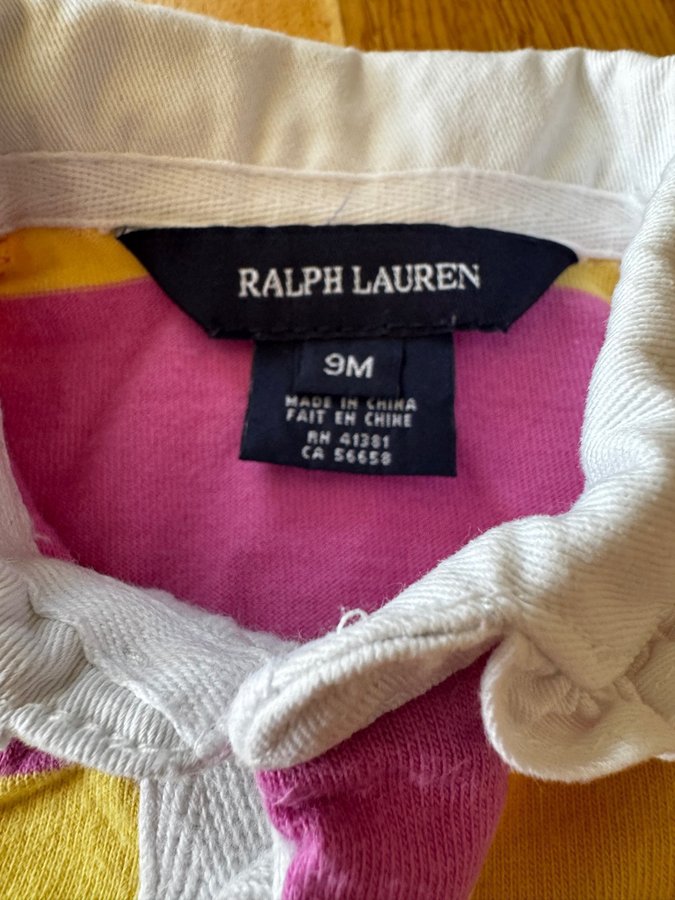 RALPH LAUREN
9M
MADE IN CHINA
FAIT EN CHINE
RN 41381
CA 56658